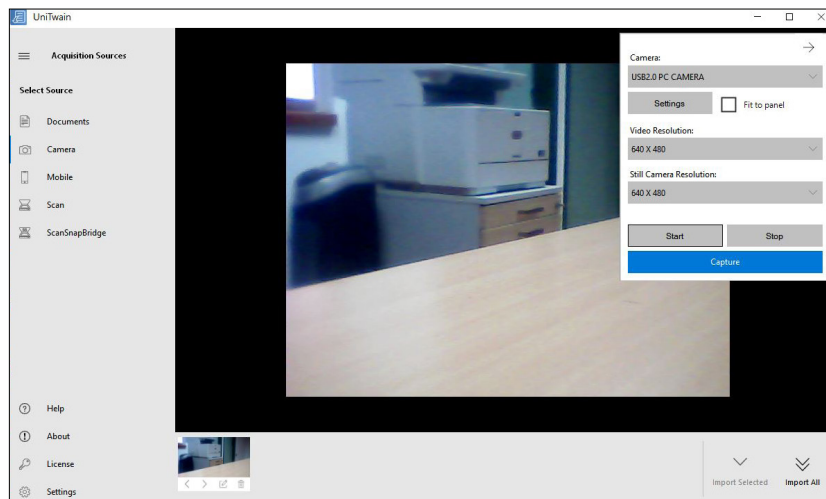 UniTwain
Acquisition Sources
Select Source
Documents
Camera
Mobile
Scan
ScanSnapBridge
Help
About
License
Settings
Camera:
USB2.0 PC CAMERA
Settings
Fit to panel
Video Resolution:
640 X 480
Still Camera Resolution:
640 X 480
Start
Stop
Capture
Import Selected
Import All